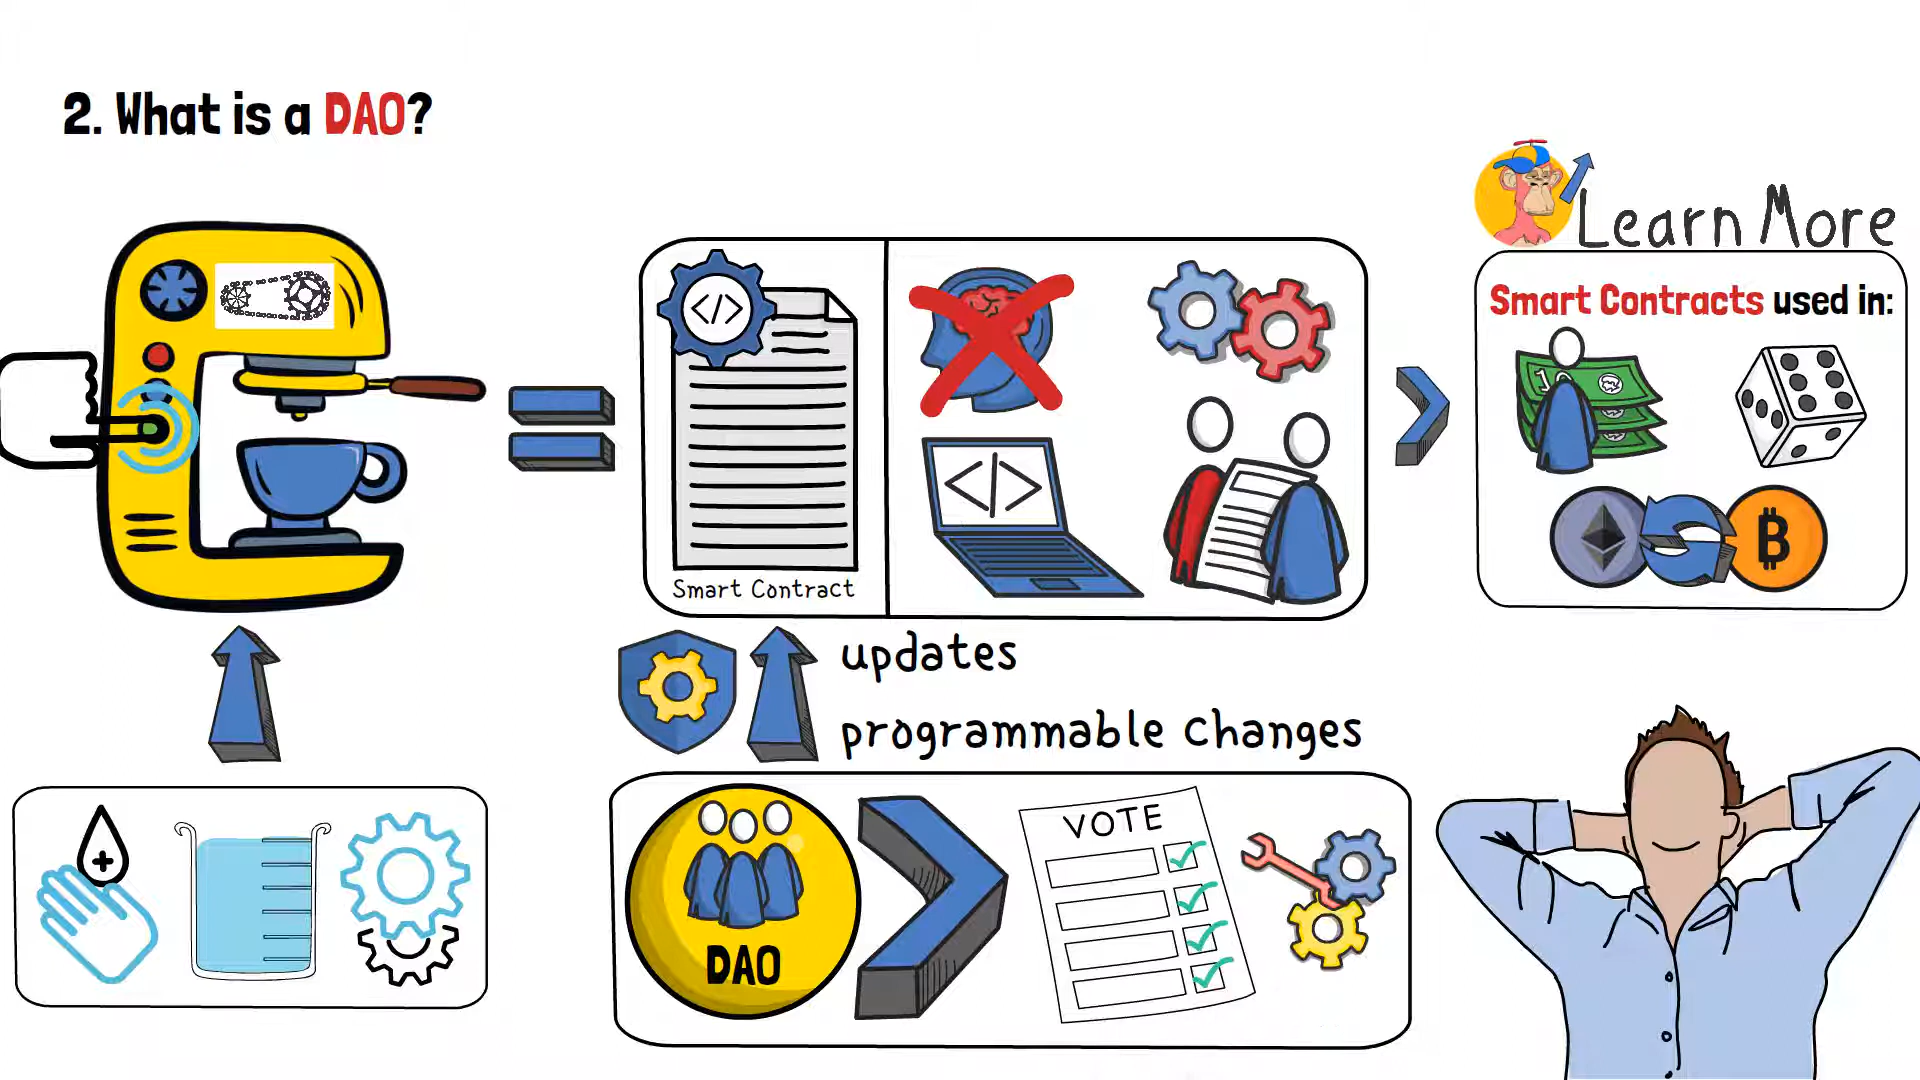 2. What is a DAO?
Learn More
Smart Contracts used in:
</>
</>
Smart Contract
updates
programmable changes
DAO
VOTE